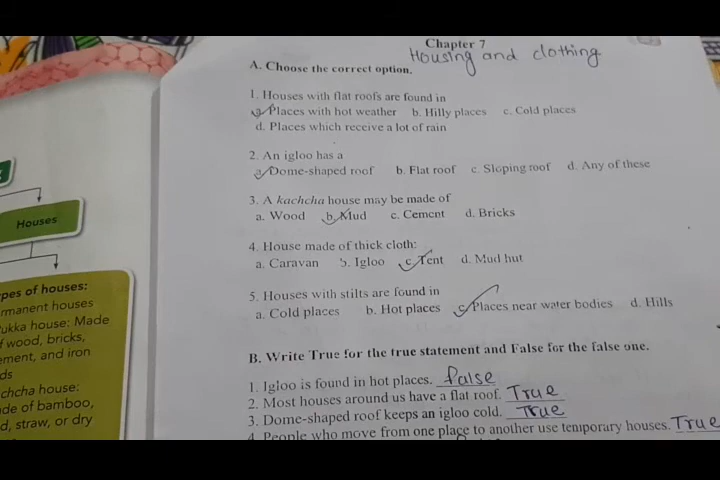 Chapter 7
Housing and clothing
A. Choose the correct option.
1. Houses with flat roofs are found in
a. Places with hot weather b. Hilly places c. Cold places
d. Places which receive a lot of rain
2. An igloo has a
a. Dome-shaped roof b. Flat roof c. Sloping roof d. Any of these
3. A kachcha house may be made of
a. Wood b. Mud c. Cement d. Bricks
4. House made of thick cloth:
a. Caravan b. Igloo c. Tent d. Mud hut
5. Houses with stilts are found in
a. Cold places b. Hot places c. Places near water bodies d. Hills
B. Write True for the true statement and False for the false one.
1. Igloo is found in hot places. false
2. Most houses around us have a flat roof. True
3. Dome-shaped roof keeps an igloo cold. True
4. People who move from one place to another use temporary houses. True
Houses
pes of houses:
rmanent houses
ukka house: Made
f wood, bricks,
ement, and iron
ds
chcha house:
de of bamboo,
d, straw, or dry